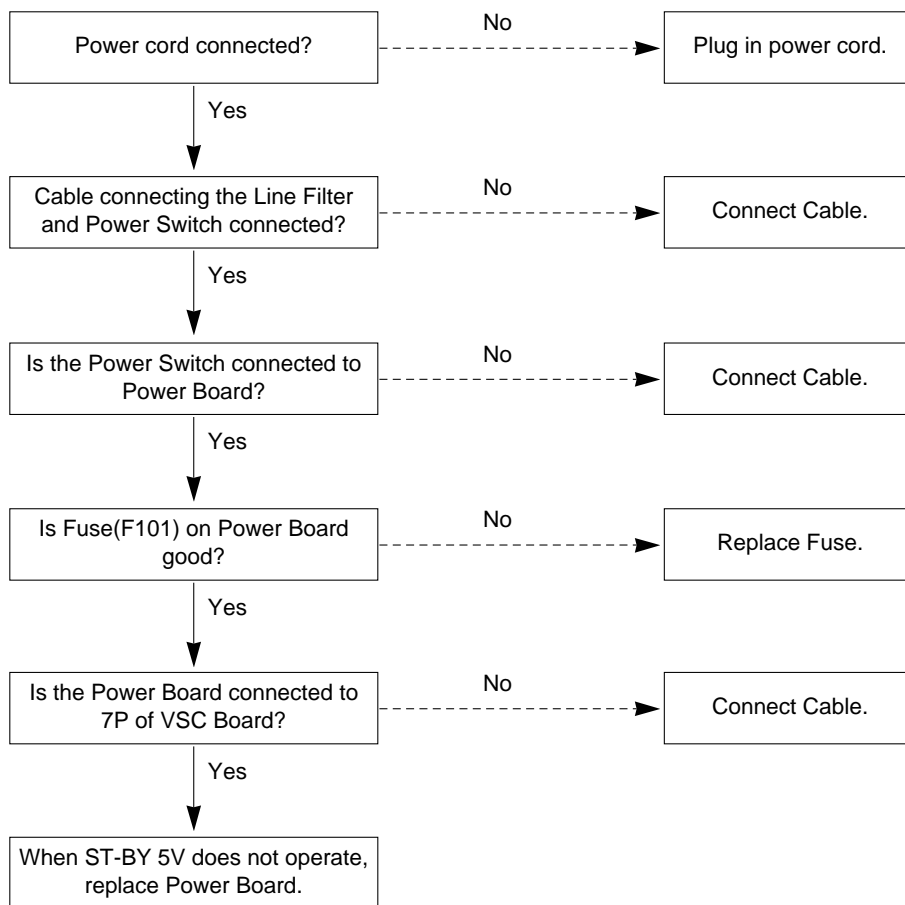 Power cord connected?
No
Plug in power cord.
Yes
Cable connecting the Line Filter
and Power Switch connected?
No
Connect Cable.
Yes
Is the Power Switch connected to
Power Board?
No
Connect Cable.
Yes
Is Fuse(F101) on Power Board
good?
No
Replace Fuse.
Yes
Is the Power Board connected to
7P of VSC Board?
No
Connect Cable.
Yes
When ST-BY 5V does not operate,
replace Power Board.